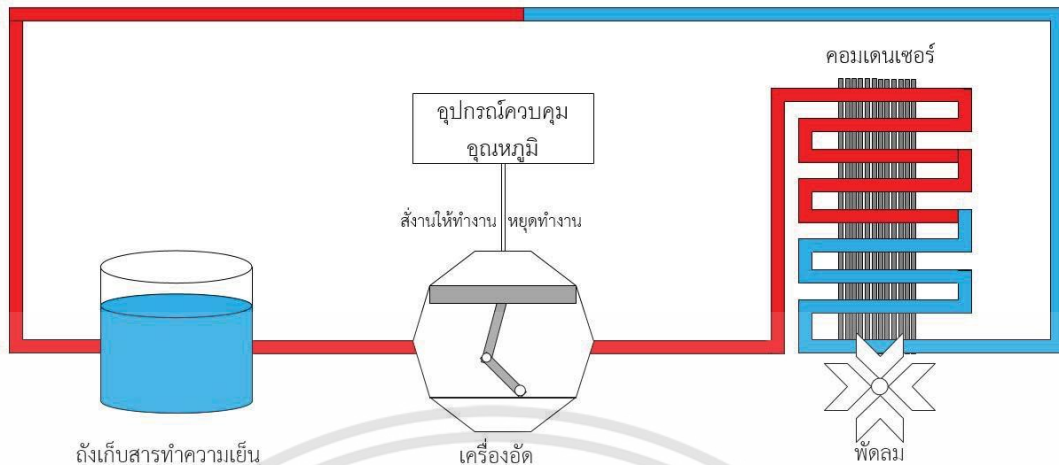 คอมเดนเซอร์
อุปกรณ์ควบคุม
อุณหภูมิ
สั่งานให้ทำงาน หยุดทำงาน
ถังเก็บสารทำความเย็น
เครื่องอัด
พัดลม